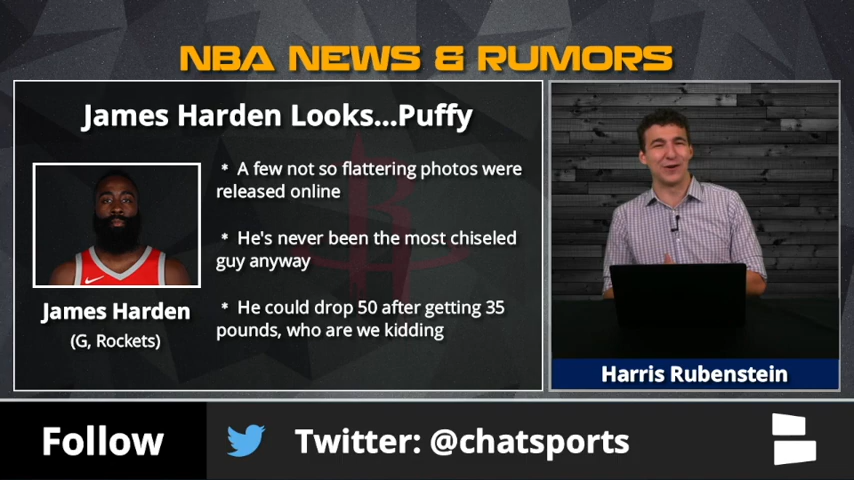 NBA NEWS & RUMORS
James Harden Looks...Puffy
* A few not so flattering photos were
released online
* He's never been the most chiseled
guy anyway
* He could drop 50 after getting 35
pounds, who are we kidding
James Harden
(G, Rockets)
Harris Rubenstein
Follow
Twitter: @chatsports